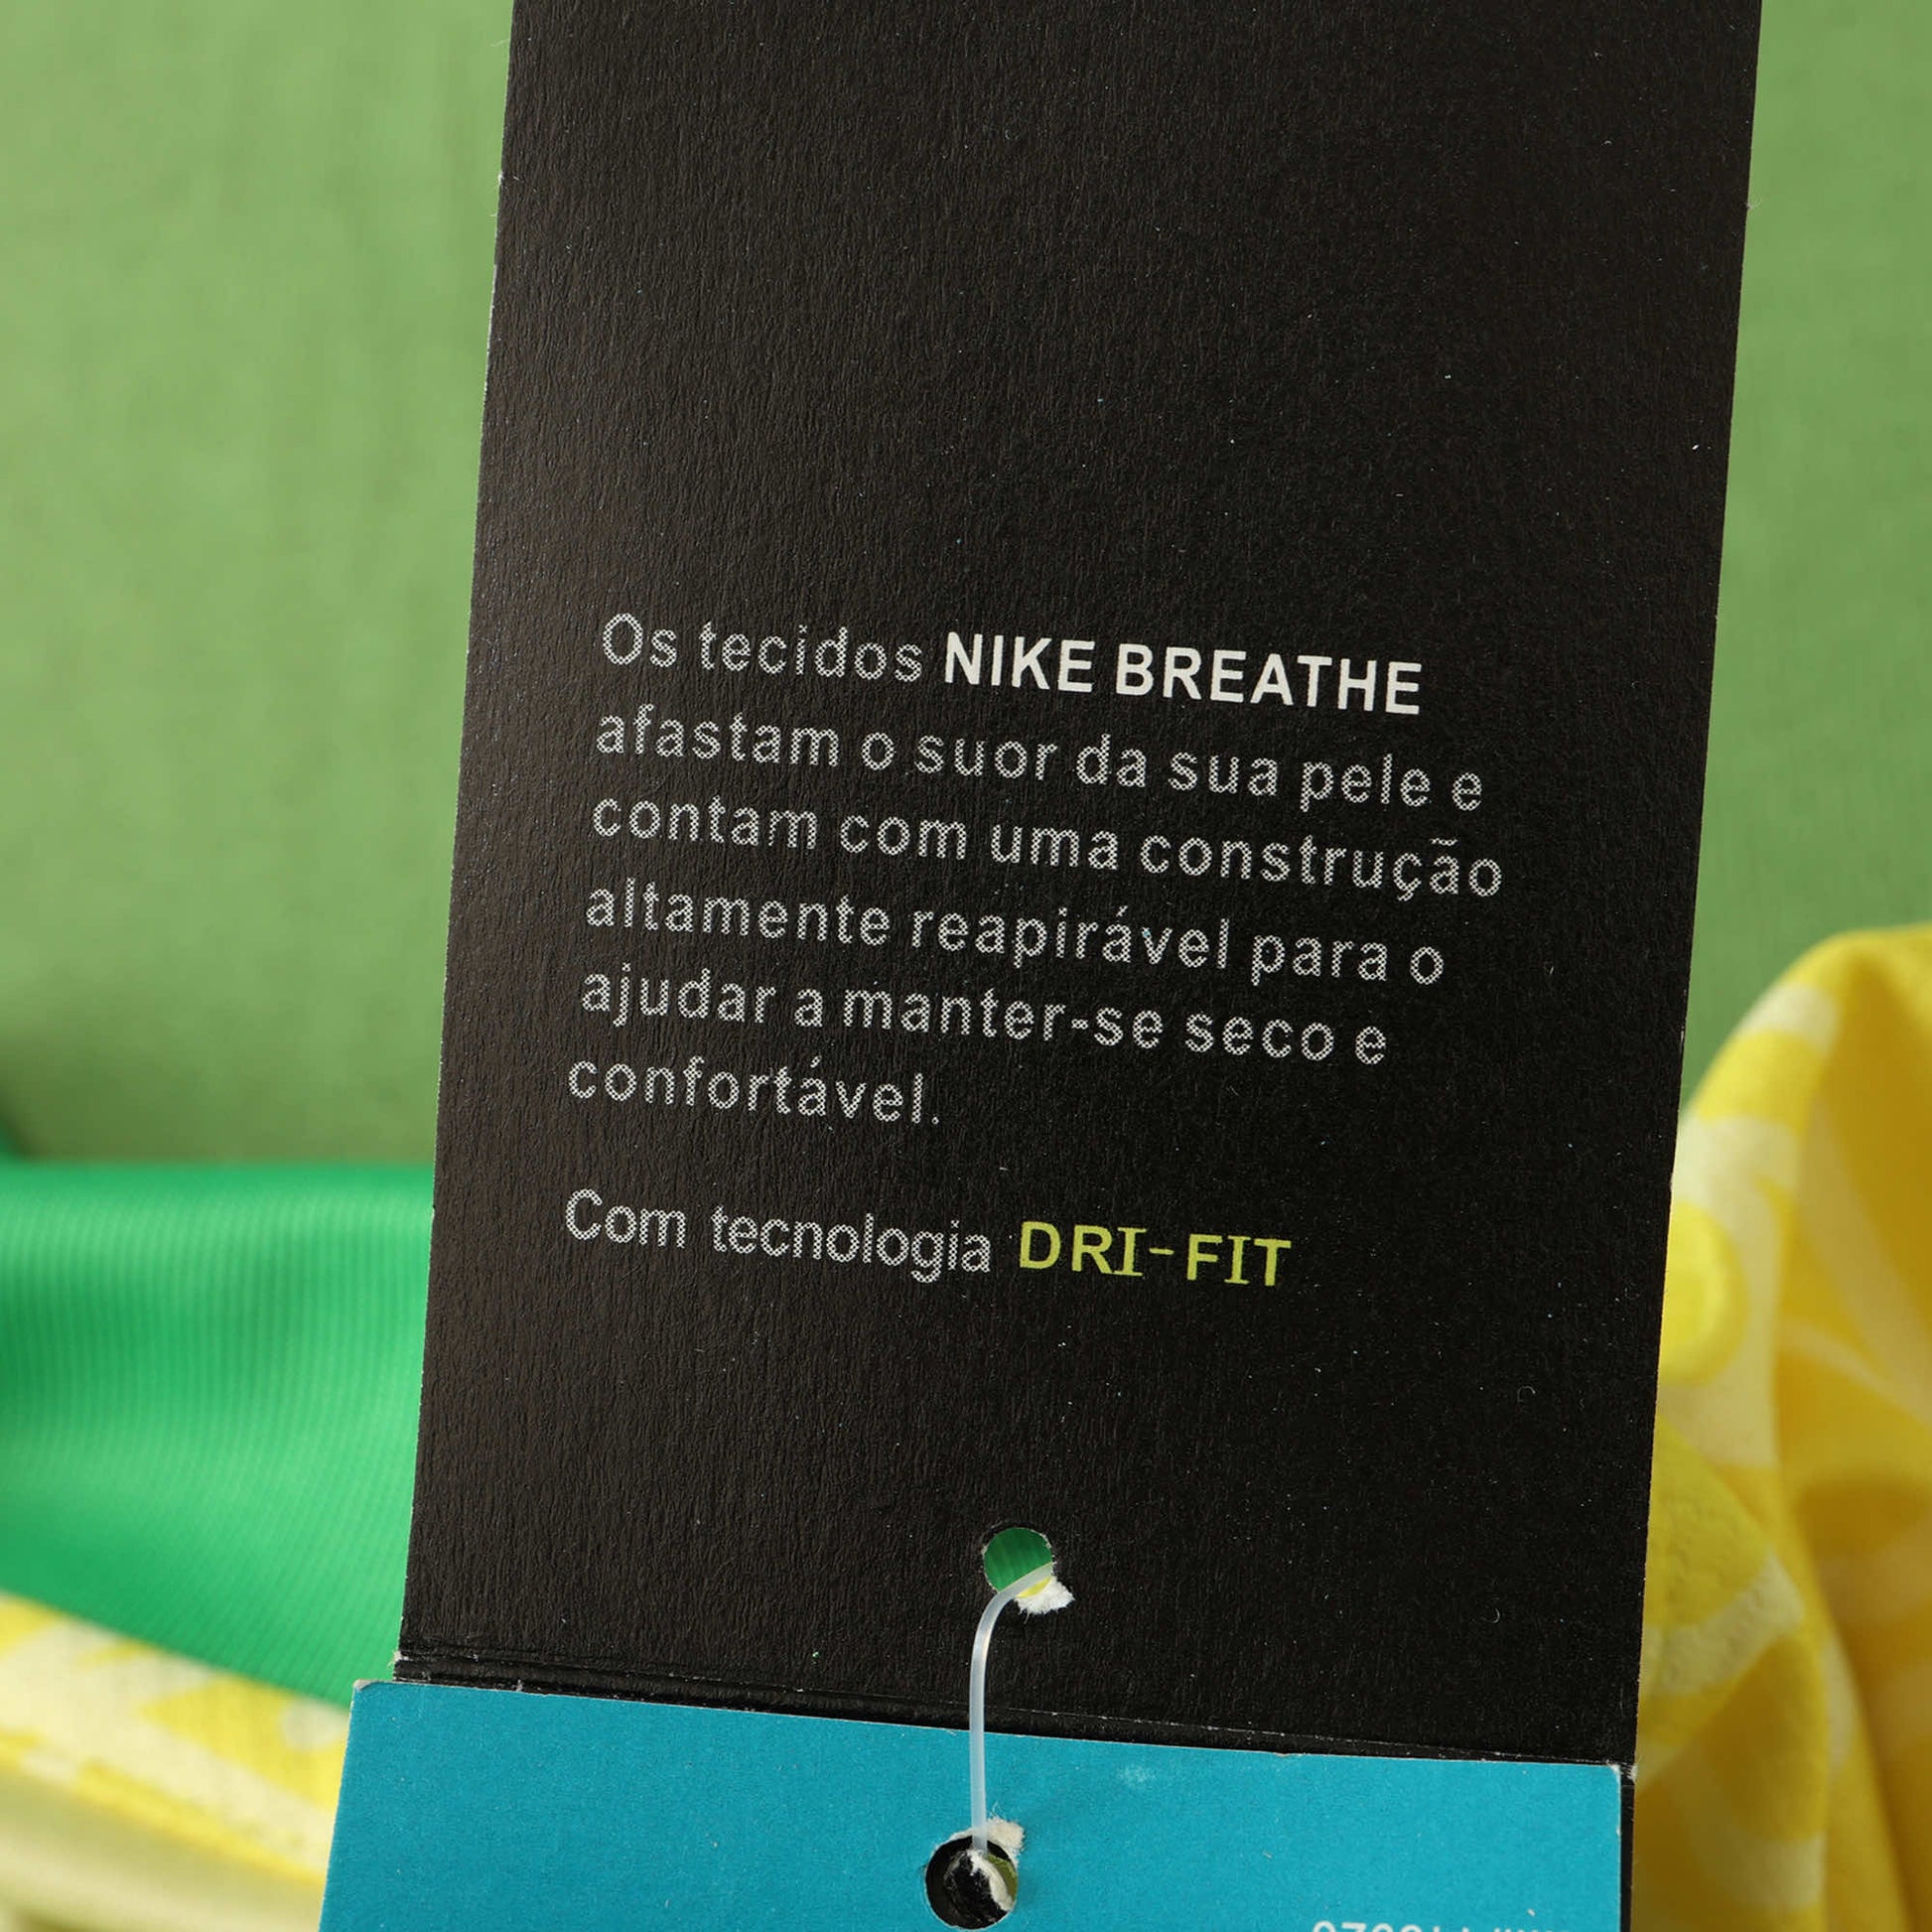 Os tecidos NIKE BREATHE
afastam o suor da sua pele e
contam com uma construção
altamente reapirável para o
ajudar a manter-se seco e
confortável.
Com tecnologia DRI-FIT